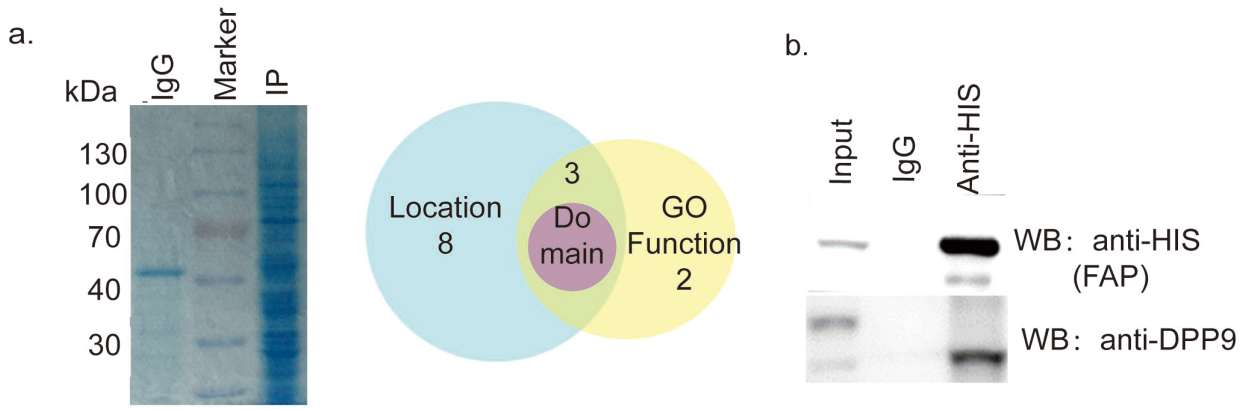 a.
kDa
IgG
Marker
IP
130
100
70
40
30
Location
8
3
Do
main
GO
Function
2
b.
Input
IgG
Anti-HIS
WB: anti-HIS
(FAP)
WB: anti-DPP9